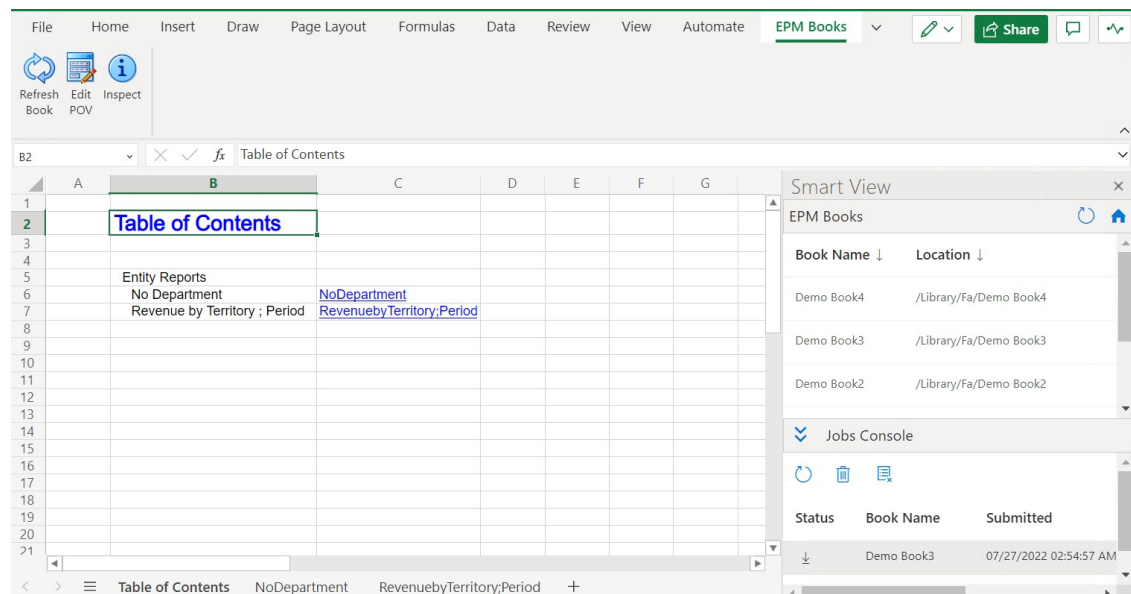 File Home Insert Draw Page Layout Formulas Data Review View Automate EPM Books Share
Refresh Book Edit POV Inspect
B2 fx Table of Contents
A B C D E F G
1
2 Table of Contents
3
4
5 Entity Reports
6 No Department NoDepartment
7 Revenue by Territory ; Period RevenuebyTerritory;Period
8
9
10
11
12
13
14
15
16
17
18
19
20
21
Table of Contents NoDepartment RevenuebyTerritory;Period +
Smart View
EPM Books
Book Name ↓ Location ↓
Demo Book4 /Library/Fa/Demo Book4
Demo Book3 /Library/Fa/Demo Book3
Demo Book2 /Library/Fa/Demo Book2
Jobs Console
Status Book Name Submitted
Demo Book3 07/27/2022 02:54:57 AM